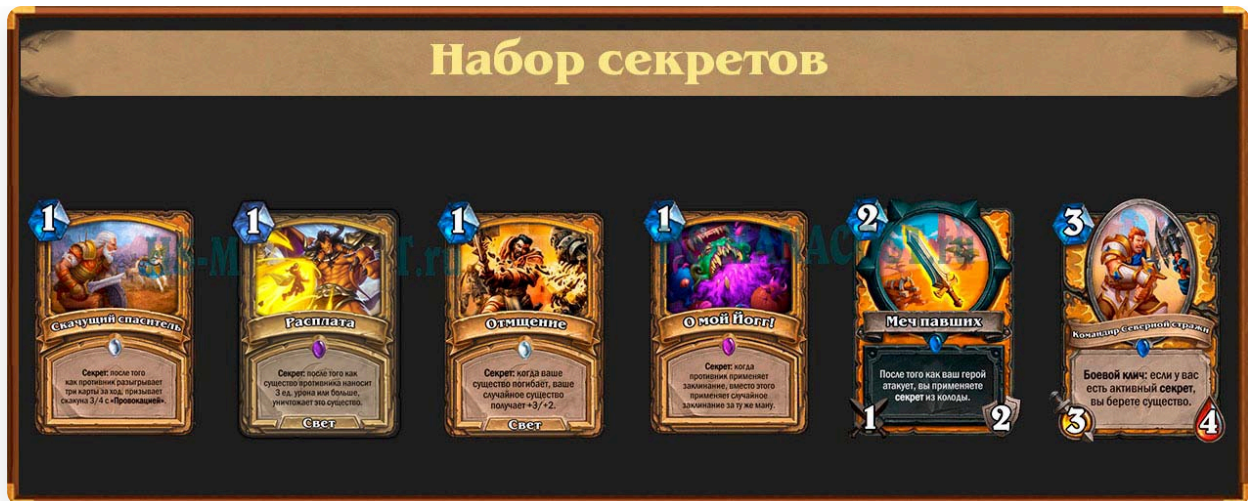 Набор секретов
1
Скачущий спаситель
Секрет: после того
как противник разыгрывает
три карты за ход, призывает
скакуна 3/4 с «Провокацией».
1
Расплата
Секрет: после того как
существо противника наносит
3 ед. урона или больше,
уничтожает это существо.
Свет
1
Отмщение
Секрет: когда ваше
существо погибает, ваше
случайное существо
получает +3/+2.
Свет
1
О мой Йогг!
Секрет: когда
противник применяет
заклинание, вместо этого
применяет случайное
заклинание за ту же ману.
2
Меч павших
После того как ваш герой
атакует, вы применяете
секрет из колоды.
1
2
3
Командир Северной стражи
Боевой клич: если у вас
есть активный секрет,
вы берете существо.
3
4